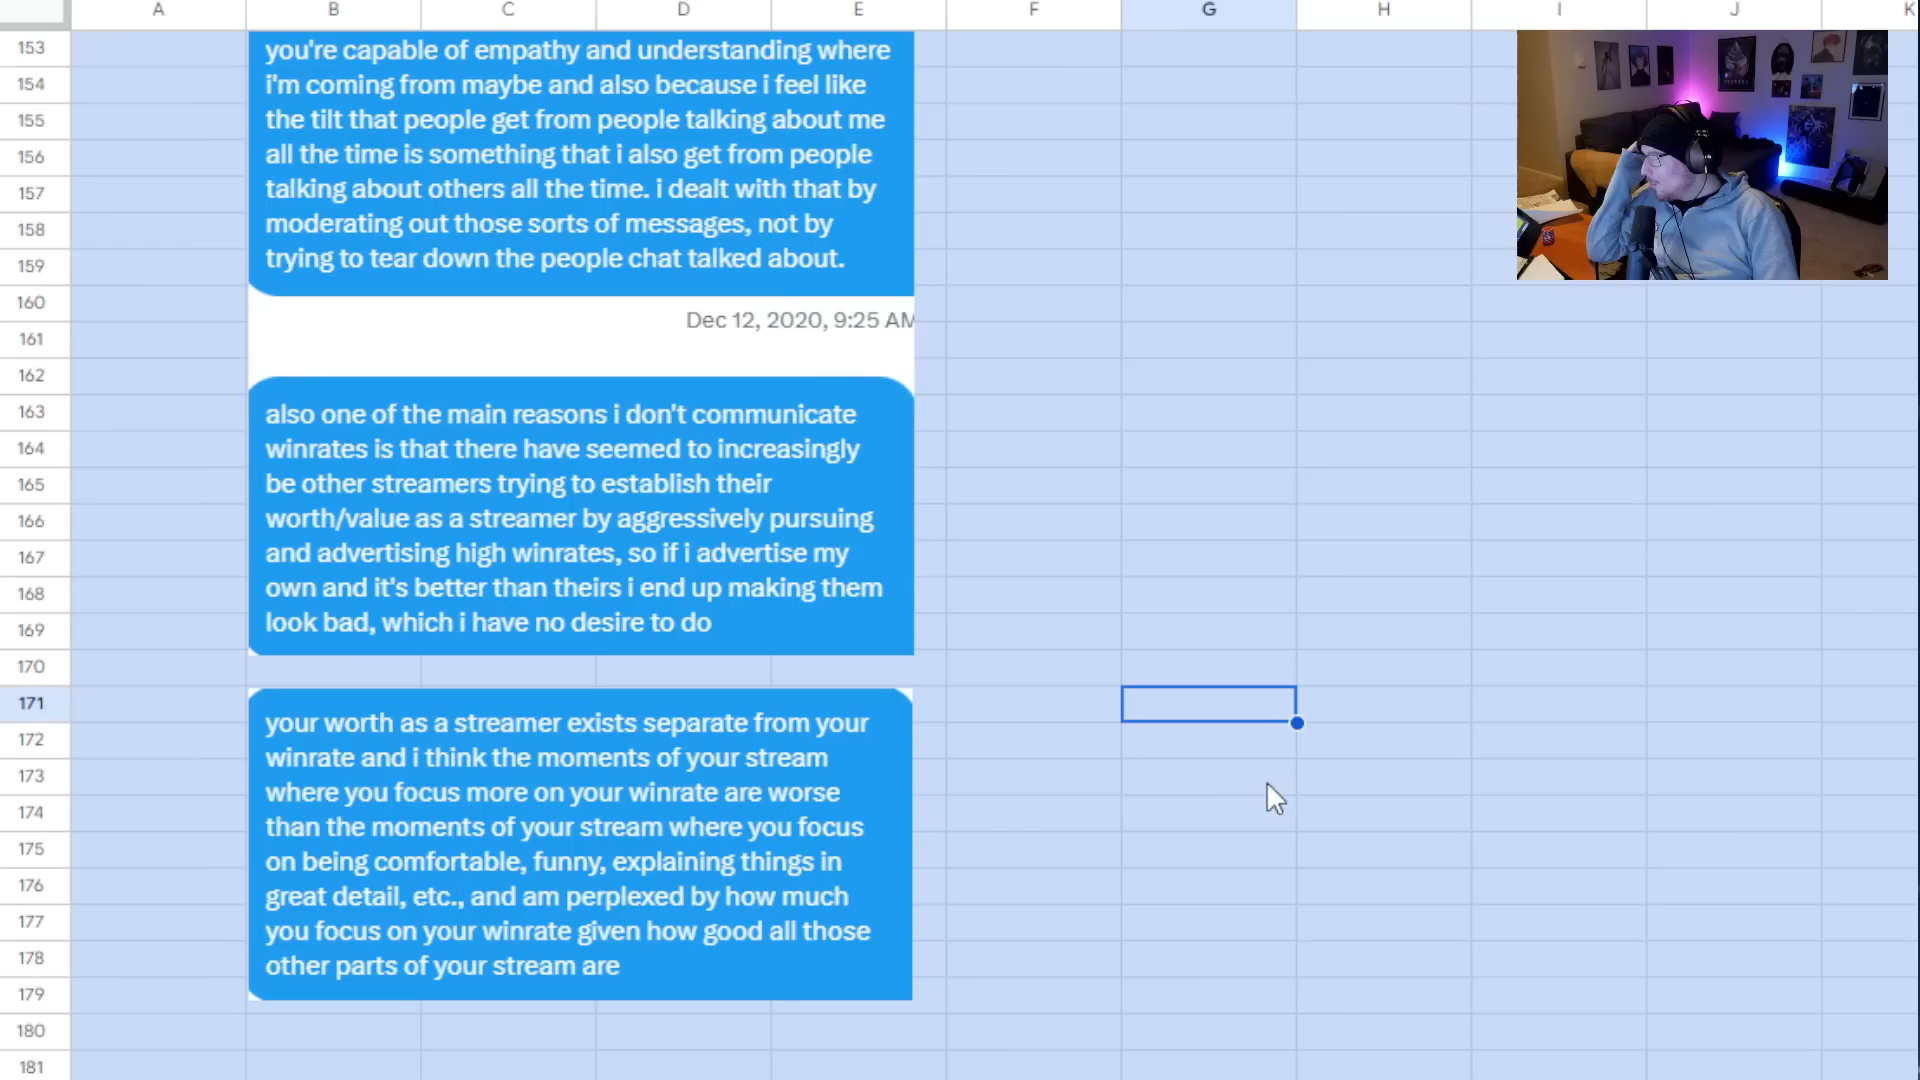 A B C D E F G H I J K
153
154
155
156
157
158
159
160
161
162
163
164
165
166
167
168
169
170
171
172
173
174
175
176
177
178
179
180
181
you're capable of empathy and understanding where
i'm coming from maybe and also because i feel like
the tilt that people get from people talking about me
all the time is something that i also get from people
talking about others all the time. i dealt with that by
moderating out those sorts of messages, not by
trying to tear down the people chat talked about.
Dec 12, 2020, 9:25 AM
also one of the main reasons i don't communicate
winrates is that there have seemed to increasingly
be other streamers trying to establish their
worth/value as a streamer by aggressively pursuing
and advertising high winrates, so if i advertise my
own and it's better than theirs i end up making them
look bad, which i have no desire to do
your worth as a streamer exists separate from your
winrate and i think the moments of your stream
where you focus more on your winrate are worse
than the moments of your stream where you focus
on being comfortable, funny, explaining things in
great detail, etc., and am perplexed by how much
you focus on your winrate given how good all those
other parts of your stream are